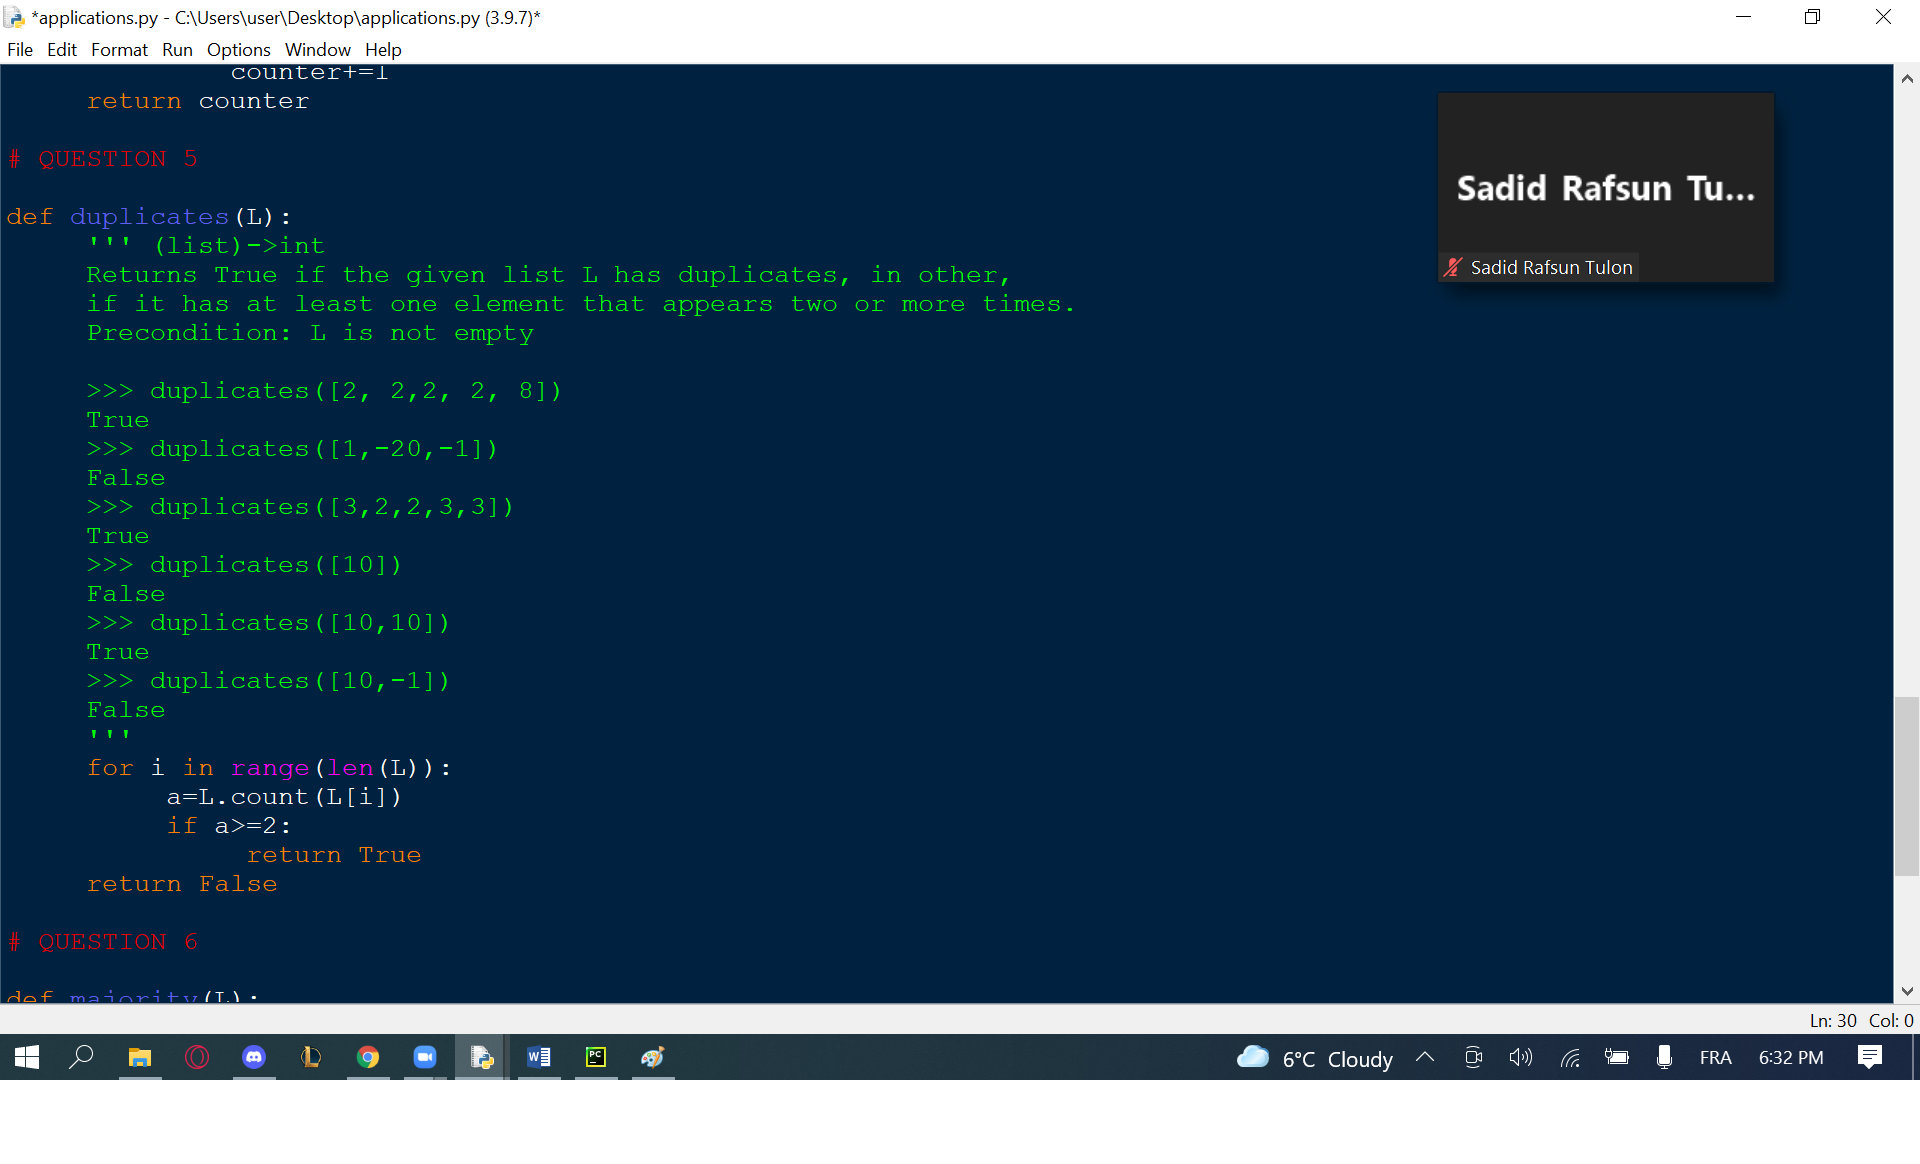 *applications.py - C:\Users\user\Desktop\applications.py (3.9.7)*
File Edit Format Run Options Window Help
counter+=1
return counter
# QUESTION 5
def duplicates(L):
''' (list)->int
Returns True if the given list L has duplicates, in other,
if it has at least one element that appears two or more times.
Precondition: L is not empty
>>> duplicates([2, 2,2, 2, 8])
True
>>> duplicates([1,-20,-1])
False
>>> duplicates([3,2,2,3,3])
True
>>> duplicates([10])
False
>>> duplicates([10,10])
True
>>> duplicates([10,-1])
False
'''
for i in range(len(L)):
a=L.count(L[i])
if a>=2:
return True
return False
# QUESTION 6
def majority(L):
Sadid Rafsun Tu...
Sadid Rafsun Tulon
Ln: 30 Col: 0
W
PC
6°C Cloudy
FRA
6:32 PM